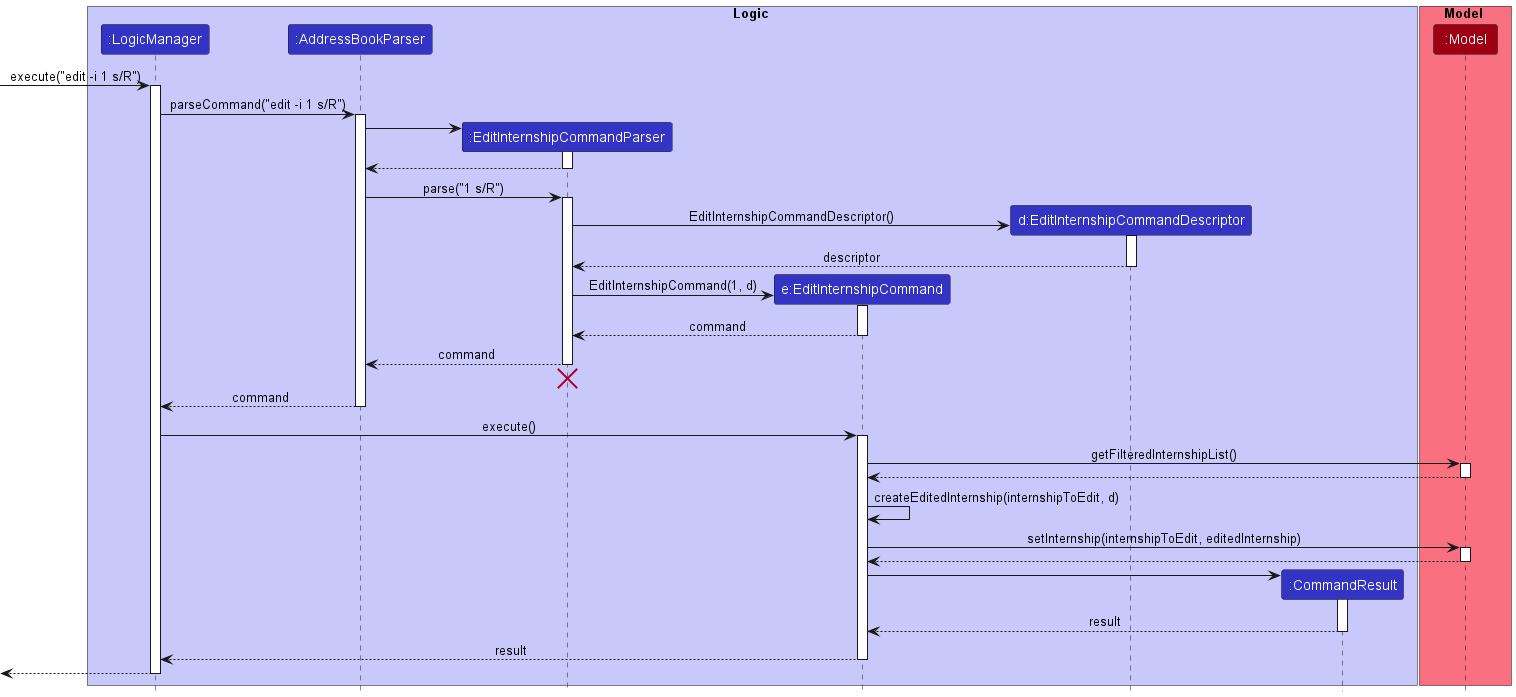 Logic
Model
:LogicManager
:AddressBookParser
:Model
execute("edit -i 1 s/R")
parseCommand("edit -i 1 s/R")
:EditInternshipCommandParser
parse("1 s/R")
EditInternshipCommandDescriptor()
d:EditInternshipCommandDescriptor
descriptor
EditInternshipCommand(1, d)
e:EditInternshipCommand
command
command
command
execute()
getFilteredInternshipList()
createEditedInternship(internshipToEdit, d)
setInternship(internshipToEdit, editedInternship)
:CommandResult
result
result